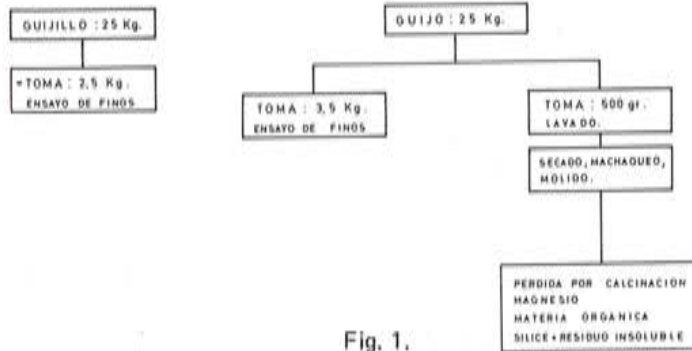 GUIJILLO : 25 Kg.
TOMA : 2,5 Kg.
ENSAYO DE FINOS
GUIJO : 25 Kg.
TOMA : 3,5 Kg.
ENSAYO DE FINOS
TOMA : 500 gr.
LAVADO.
SECADO, MACHAQUEO,
MOLIDO.
PERDIDA POR CALCINACION
MAGNESIO
MATERIA ORGANICA
SILICE + RESIDUO INSOLUBLE
Fig. 1.